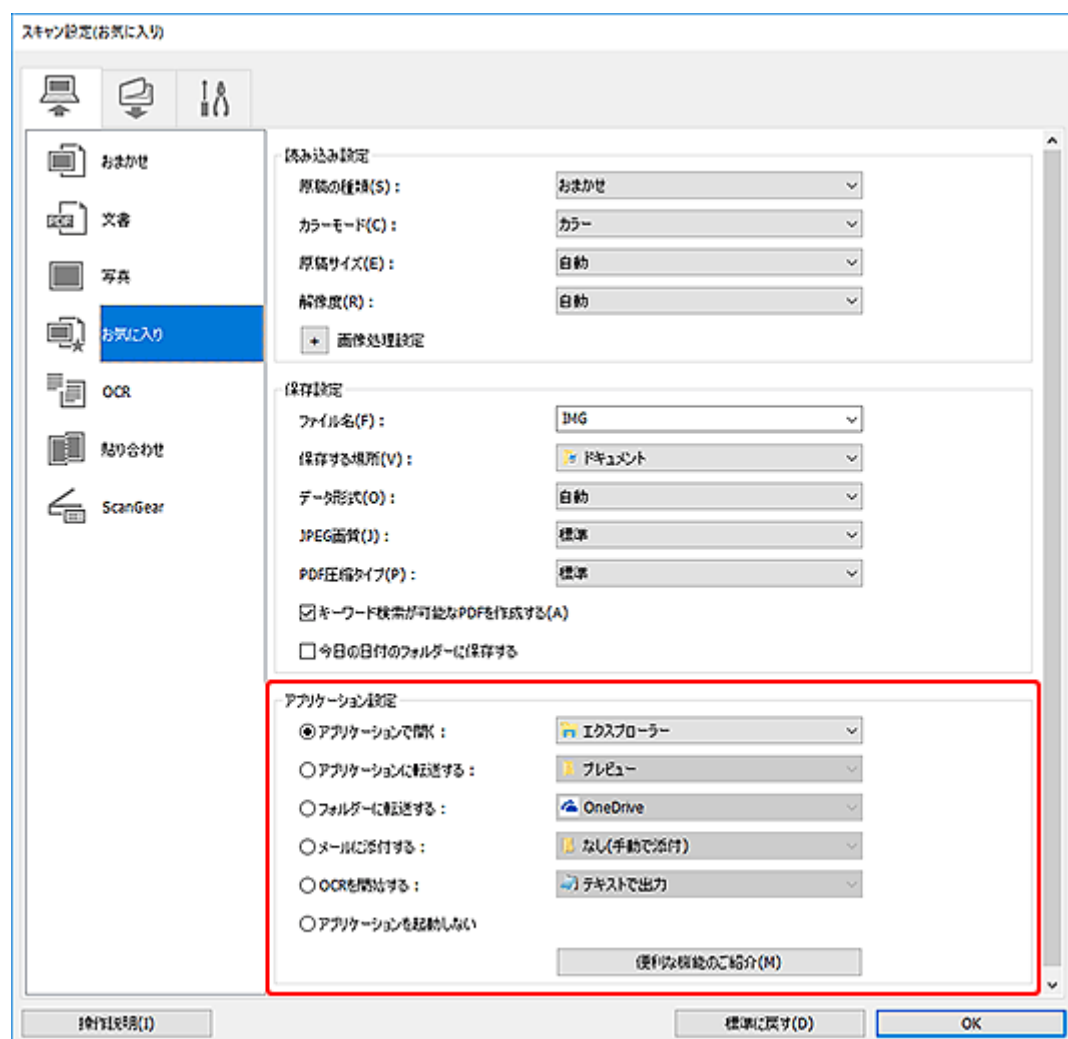 スキャン設定(お気に入り)
おまかせ
文書
写真
お気に入り
OCR
貼り合わせ
ScanGear
読み込み設定
原稿の種類(S)： おまかせ
カラーモード(C)： カラー
原稿サイズ(E)： 自動
解像度(R)： 自動
+ 画像処理設定
保存設定
ファイル名(F)： IMG
保存する場所(V)： ドキュメント
データ形式(O)： 自動
JPEG画質(J)： 標準
PDF圧縮タイプ(P)： 標準
キーワード検索が可能なPDFを作成する(A)
今日の日付のフォルダーに保存する
アプリケーション設定
アプリケーションで開く： エクスプローラー
アプリケーションに転送する： プレビュー
フォルダーに転送する： OneDrive
メールに添付する： なし(手動で添付)
OCRを開始する： テキストで出力
アプリケーションを起動しない
便利な機能のご紹介(M)
操作説明(I) 標準に戻す(D) OK